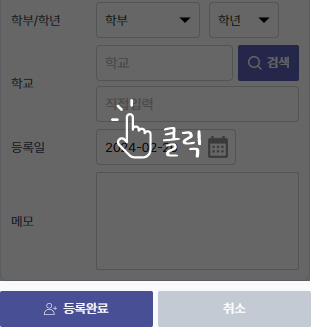 학부/학년 학부 학년
학교 학교 검색
직접입력
클릭
등록일 2024-02-2
메모
등록완료 취소